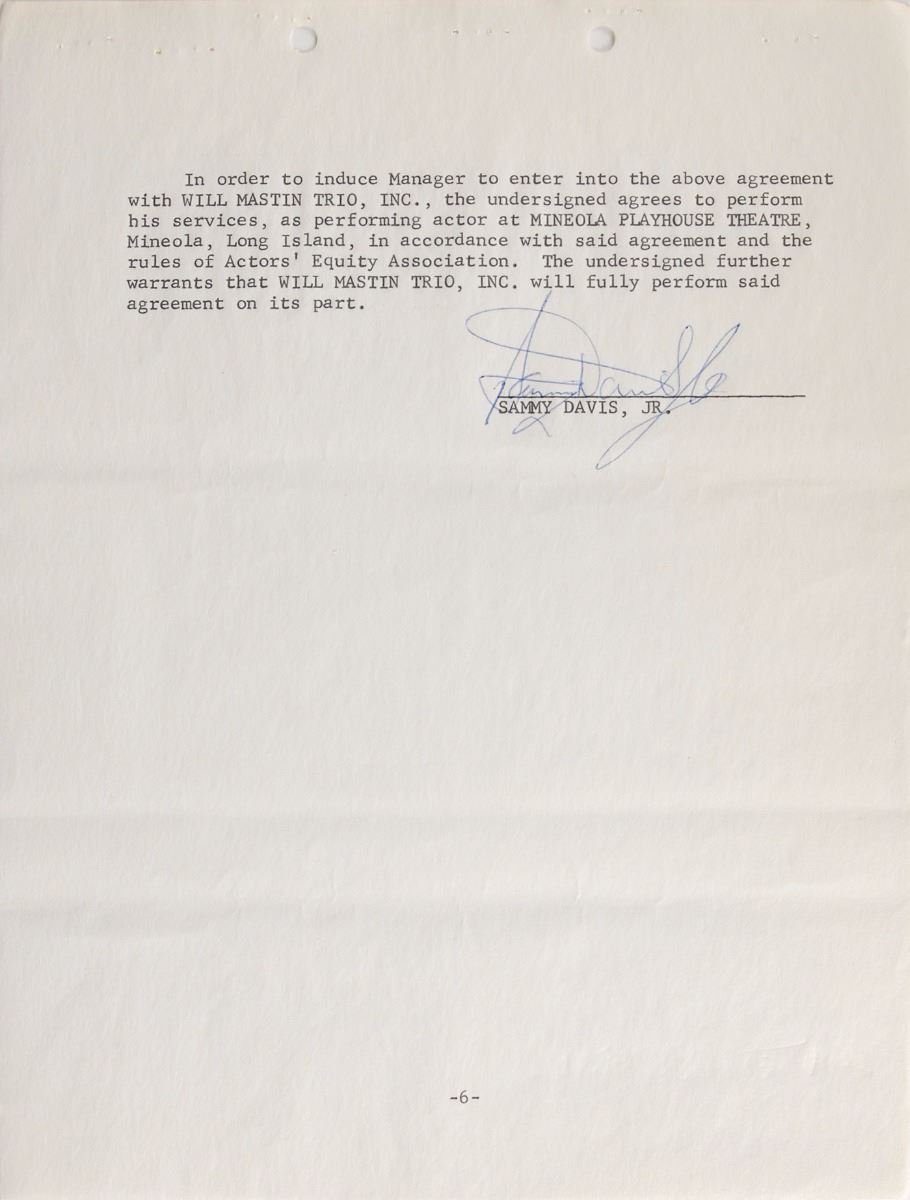 In order to induce Manager to enter into the above agreement
with WILL MASTIN TRIO, INC., the undersigned agrees to perform
his services, as performing actor at MINEOLA PLAYHOUSE THEATRE,
Mineola, Long Island, in accordance with said agreement and the
rules of Actors' Equity Association. The undersigned further
warrants that WILL MASTIN TRIO, INC. will fully perform said
agreement on its part.
Sammy Davis Jr
SAMMY DAVIS, JR.
-6-